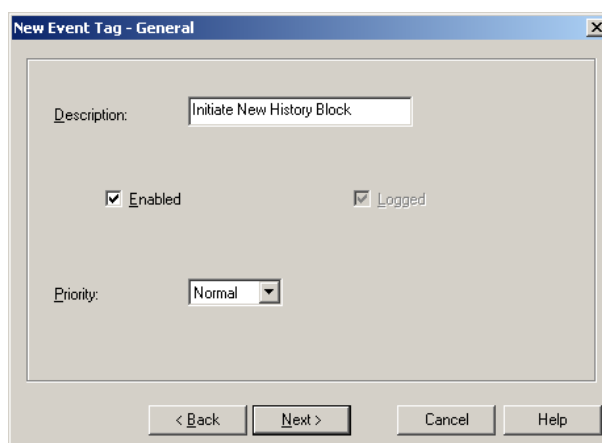 New Event Tag - General
Description: Initiate New History Block
Enabled Logged
Priority: Normal
< Back Next > Cancel Help